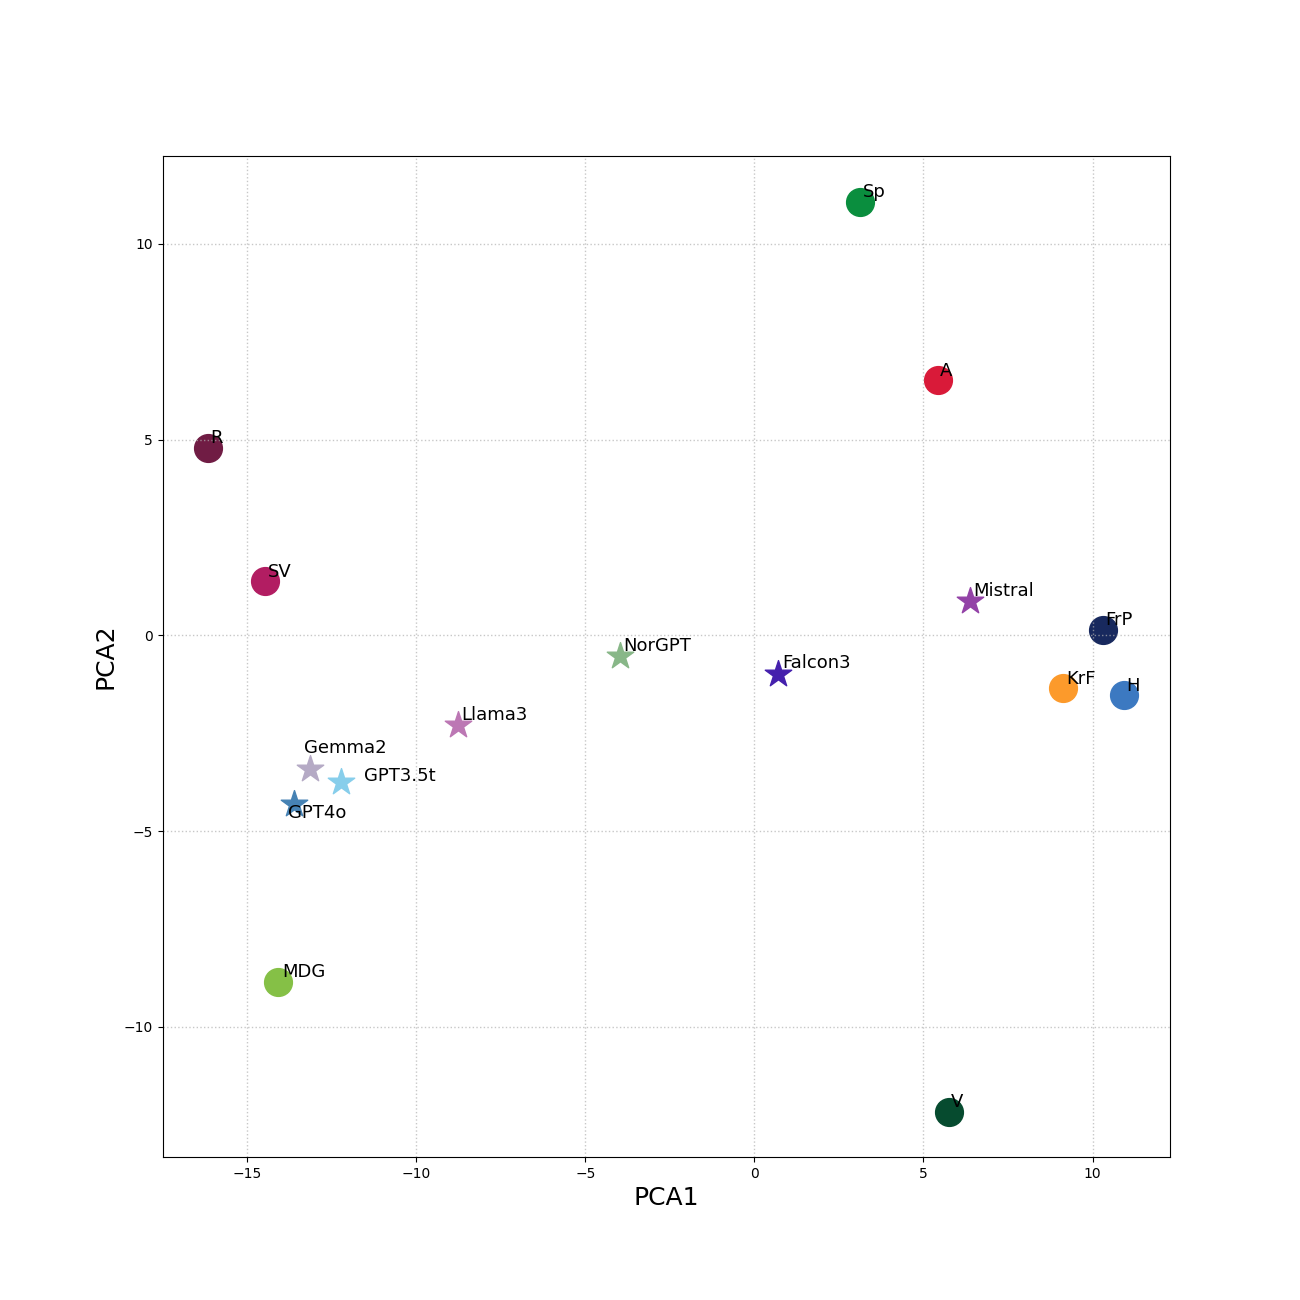 Sp
10
A
5
R
SV
Mistral
FrP
0
NorGPT
Falcon3
KrF
H
Llama3
Gemma2
GPT3.5t
GPT4o
−5
MDG
−10
V
−15
−10
−5
0
5
10
PCA1
PCA2